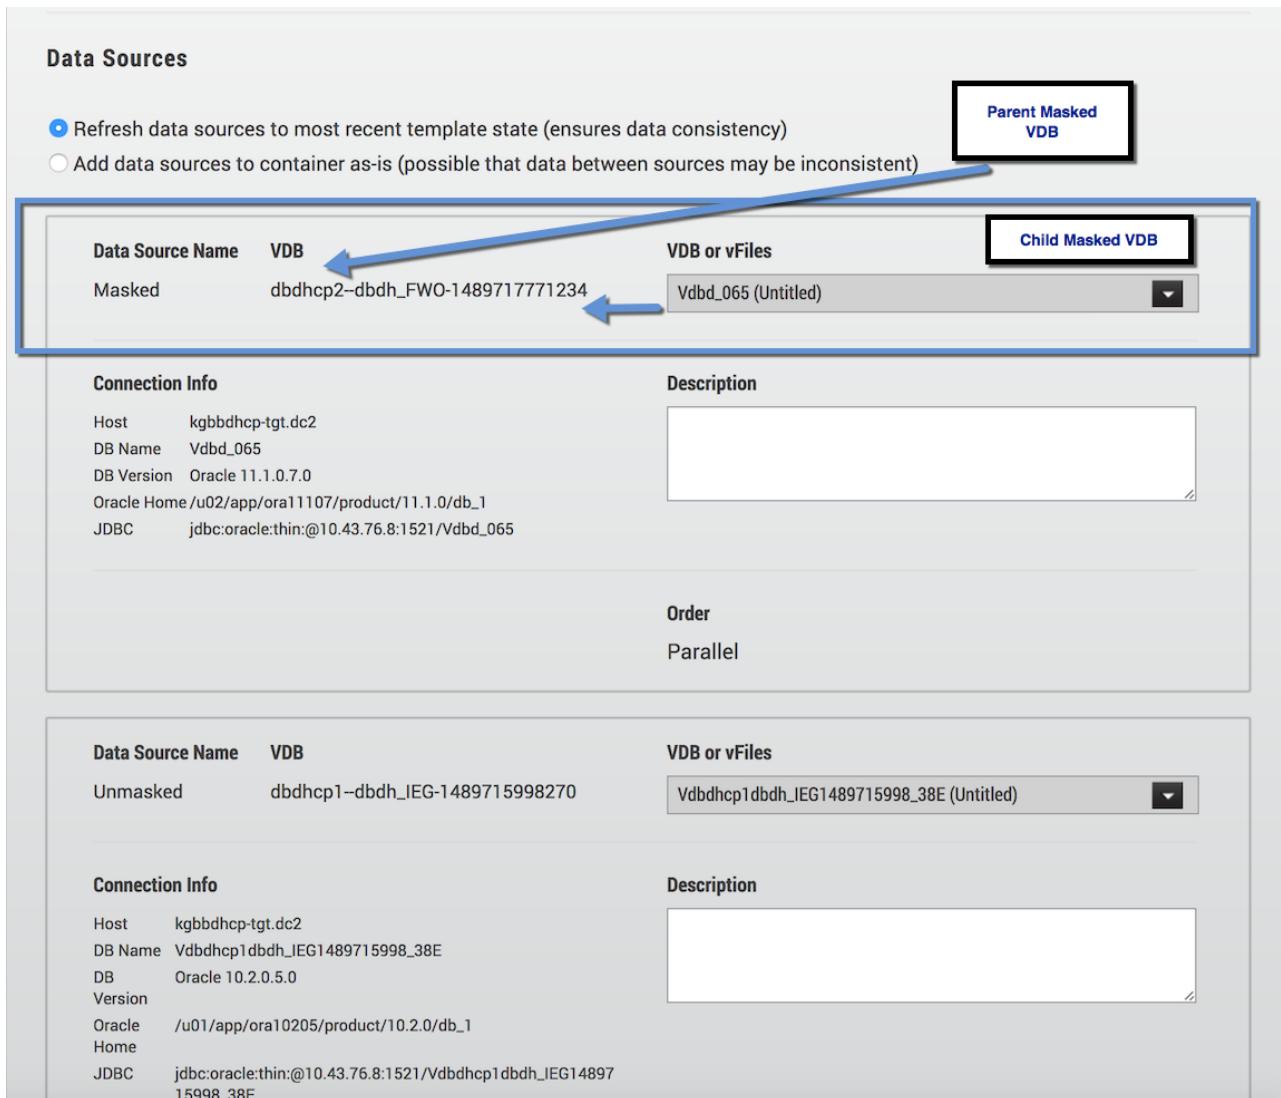 Data Sources
Parent Masked
VDB
Refresh data sources to most recent template state (ensures data consistency)
Add data sources to container as-is (possible that data between sources may be inconsistent)
Child Masked VDB
Data Source Name VDB VDB or vFiles
Masked dbdhcp2--dbdh_FWO-1489717771234 Vdbd_065 (Untitled)
Connection Info Description
Host kgbbdhcp-tgt.dc2
DB Name Vdbd_065
DB Version Oracle 11.1.0.7.0
Oracle Home /u02/app/ora11107/product/11.1.0/db_1
JDBC jdbc:oracle:thin:@10.43.76.8:1521/Vdbd_065
Order
Parallel
Data Source Name VDB VDB or vFiles
Unmasked dbdhcp1--dbdh_IEG-1489715998270 Vdbdhcp1dbdh_IEG1489715998_38E (Untitled)
Connection Info Description
Host kgbbdhcp-tgt.dc2
DB Name Vdbdhcp1dbdh_IEG1489715998_38E
DB Oracle 10.2.0.5.0
Version
Oracle /u01/app/ora10205/product/10.2.0/db_1
Home
JDBC jdbc:oracle:thin:@10.43.76.8:1521/Vdbdhcp1dbdh_IEG14897
15998_38E